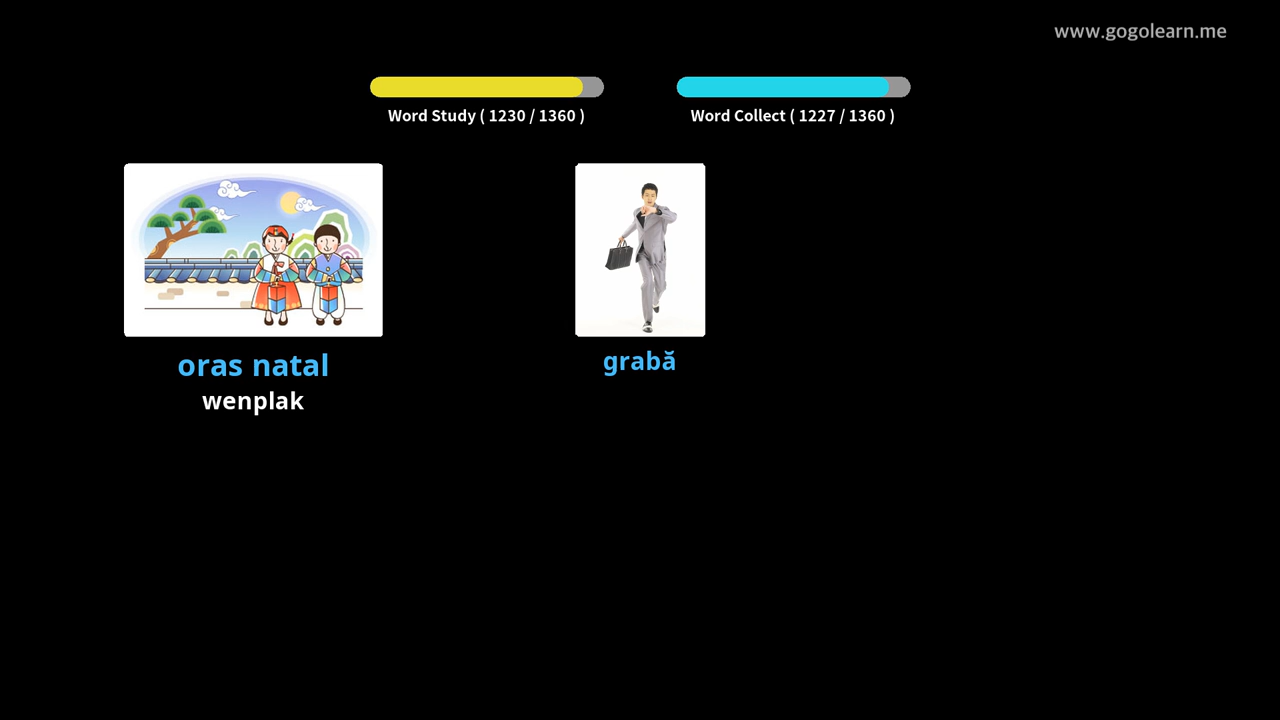 www.gogolearn.me
Word Study ( 1230 / 1360 )
Word Collect ( 1227 / 1360 )
oras natal
wenplak
grabă